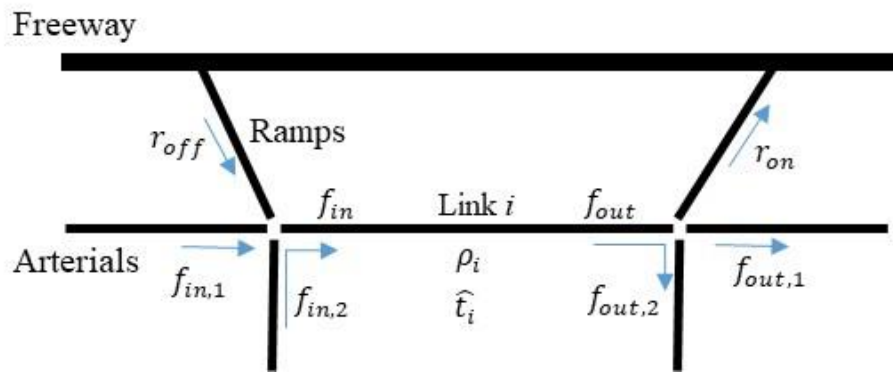 Freeway
r_off
Ramps
r_on
f_in
Link i
f_out
Arterials
f_in,1
f_in,2
ρ_i
t̂_i
f_out,2
f_out,1